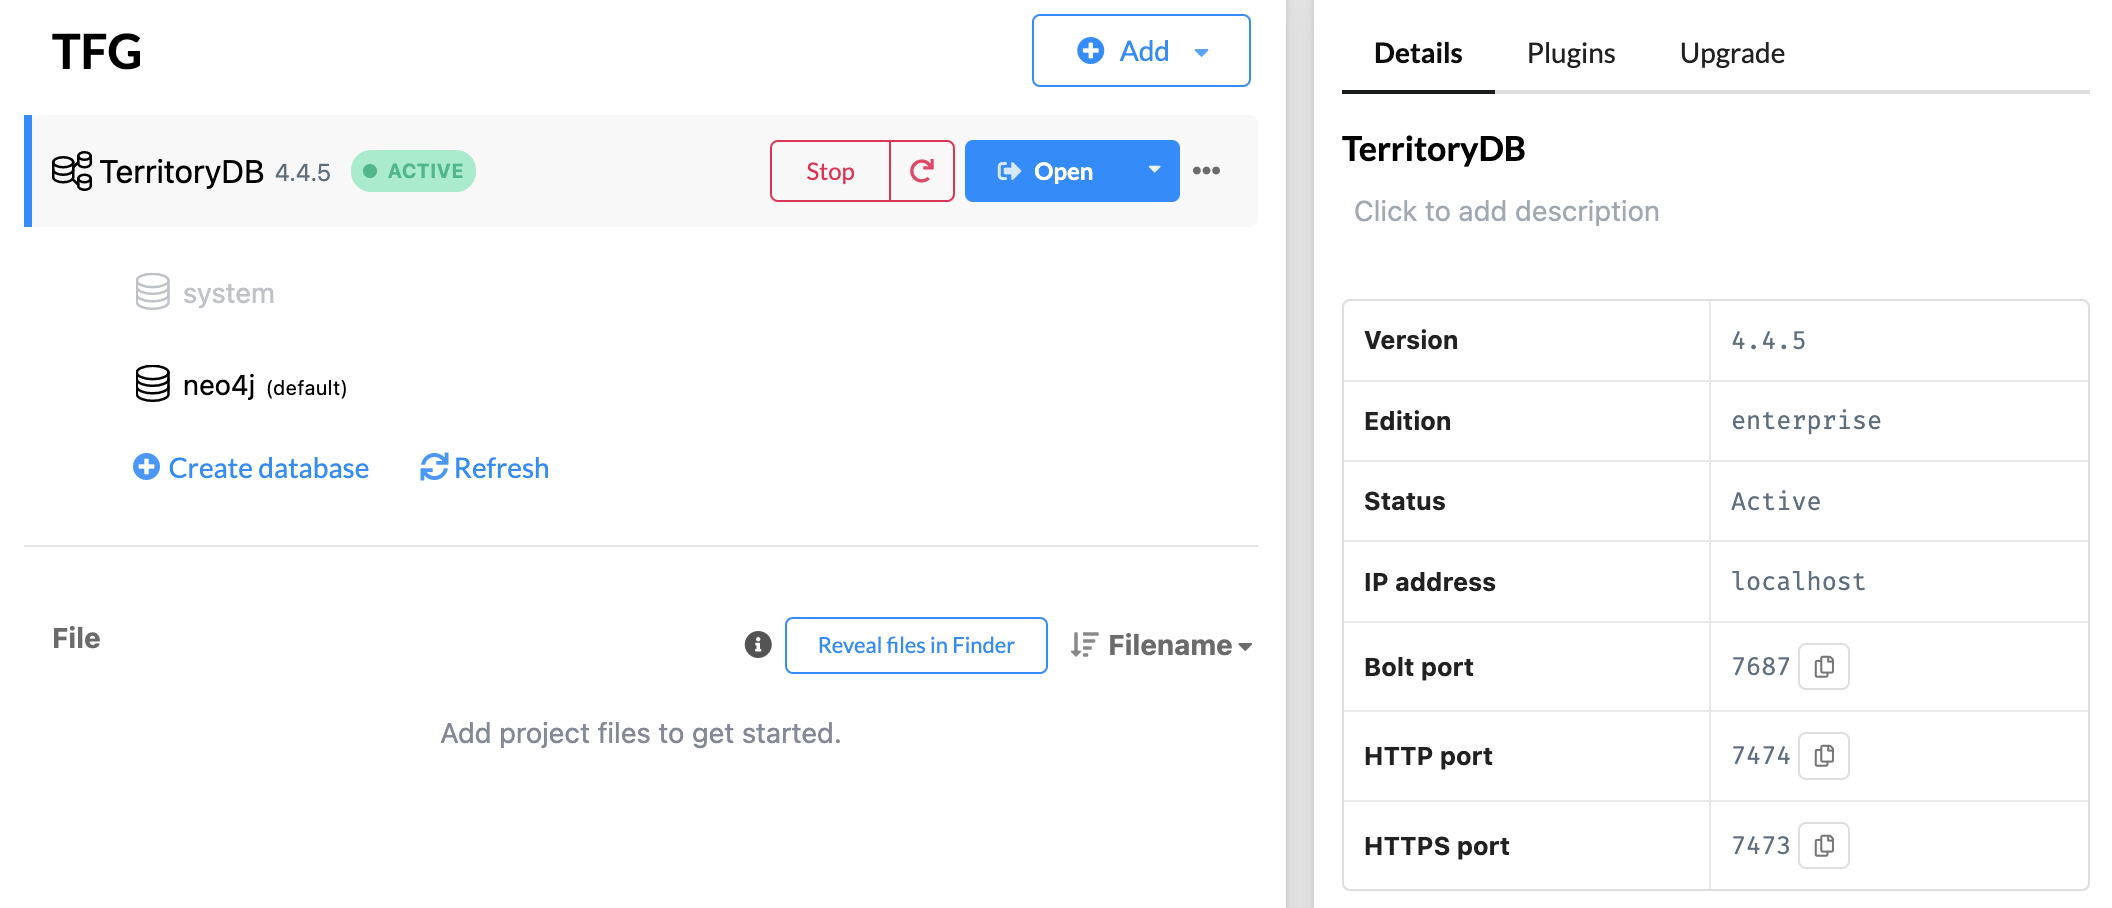 TFG
Add
TerritoryDB 4.4.5 ACTIVE
Stop
Open
system
neo4j (default)
Create database
Refresh
File
Reveal files in Finder
Filename
Add project files to get started.
Details
Plugins
Upgrade
TerritoryDB
Click to add description
Version 4.4.5
Edition enterprise
Status Active
IP address localhost
Bolt port 7687
HTTP port 7474
HTTPS port 7473